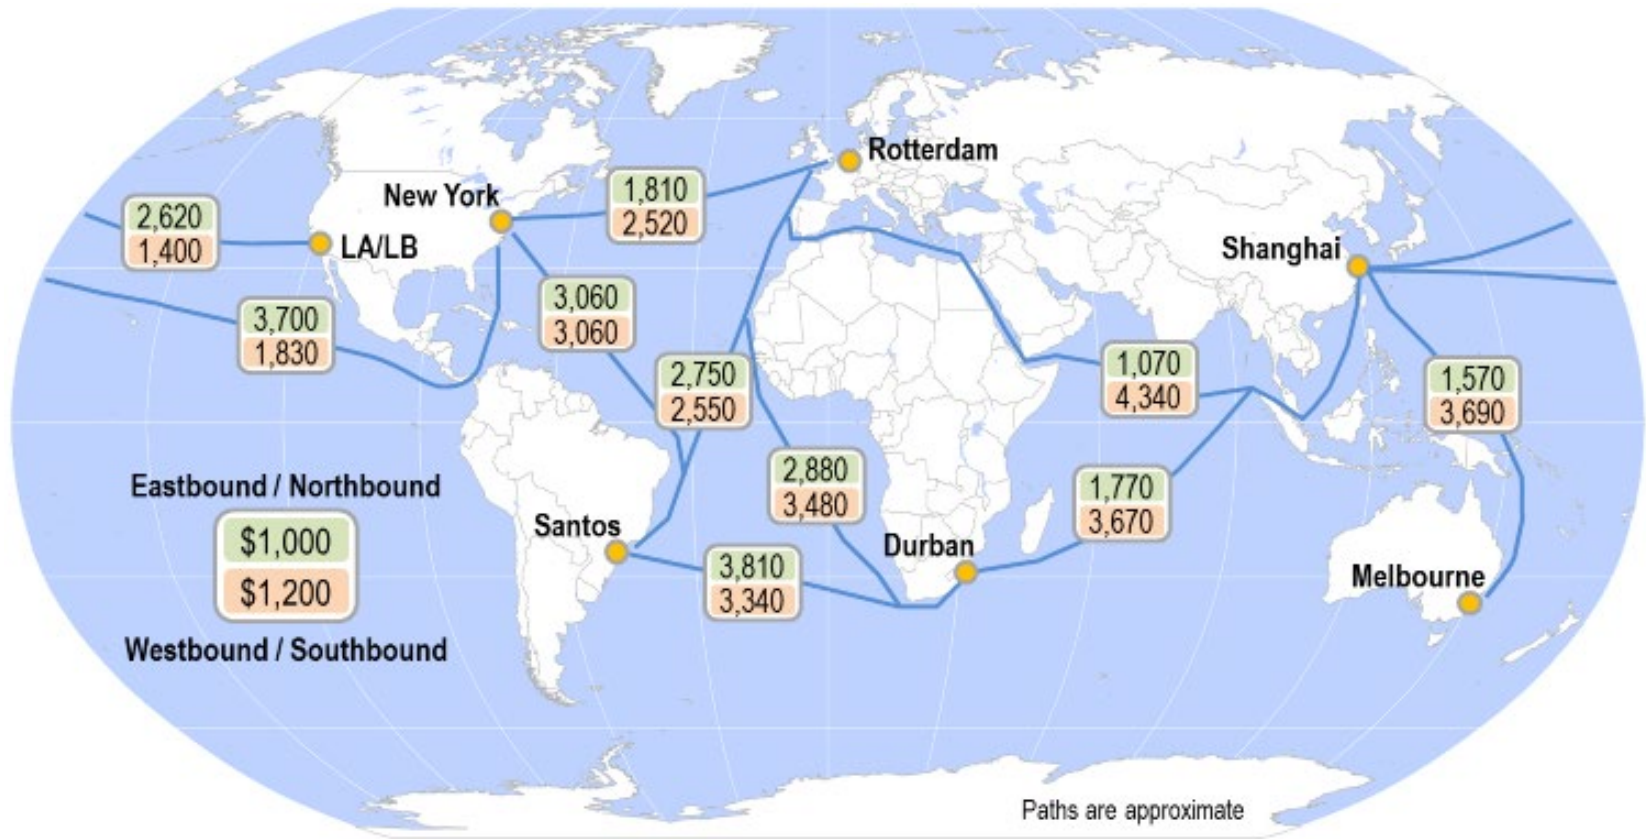 Rotterdam
New York
1,810
2,520
2,620
1,400
LA/LB
Shanghai
3,060
3,060
3,700
1,830
2,750
2,550
1,070
4,340
1,570
3,690
2,880
3,480
1,770
3,670
Eastbound / Northbound
$1,000
$1,200
Westbound / Southbound
Santos
Durban
3,810
3,340
Melbourne
Paths are approximate